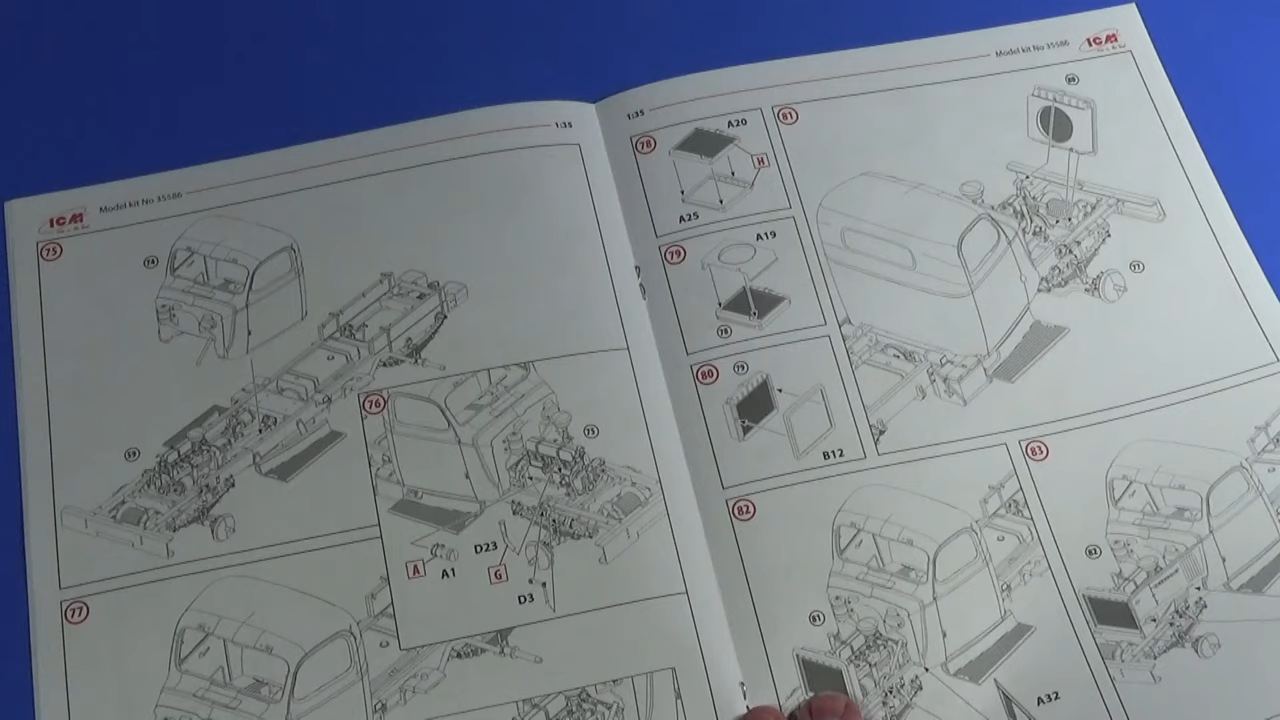 ICM
Model kit No 35586
1:35
75
74
59
76
75
A
A1
D23
G
D3
77
1:35
Model kit No 35586
ICM
78
A20
H
A25
79
A19
78
80
79
B12
81
80
77
82
81
A32
83
82